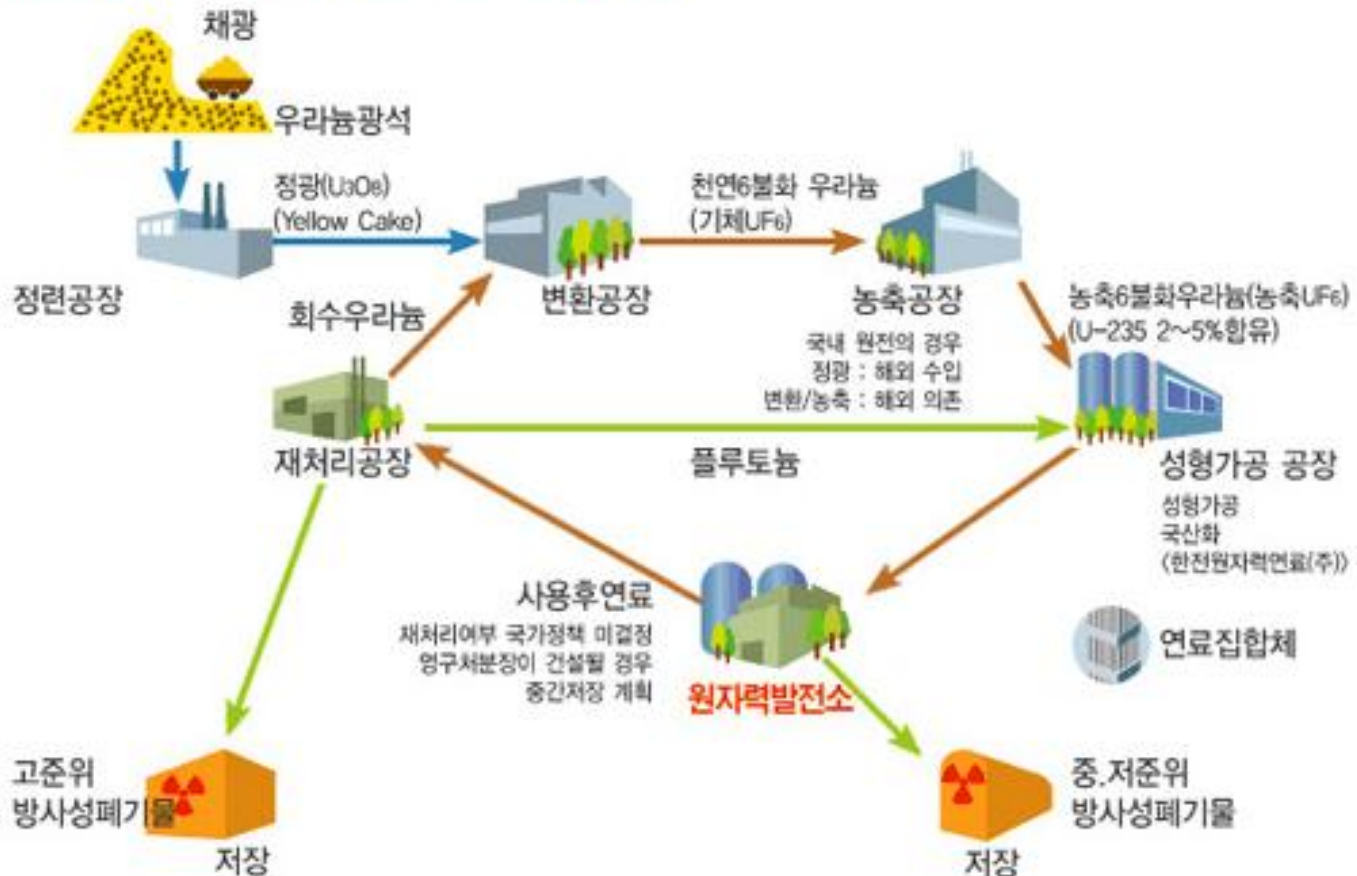 채광
우라늄광석
정광(U₃O₈)
(Yellow Cake)
천연6불화 우라늄
(기체UF₆)
정련공장
회수우라늄
변환공장
농축공장
농축6불화우라늄(농축UF₆)
(U-235 2~5%함유)
국내 원전의 경우
정광 : 해외 수입
변환/농축 : 해외 의존
재처리공장
플루토늄
성형가공 공장
성형가공
국산화
(한전원자력연료(주))
사용후연료
재처리여부 국가정책 미결정
영구처분장이 건설될 경우
중간저장 계획
원자력발전소
연료집합체
고준위
방사성폐기물
저장
중.저준위
방사성폐기물
저장